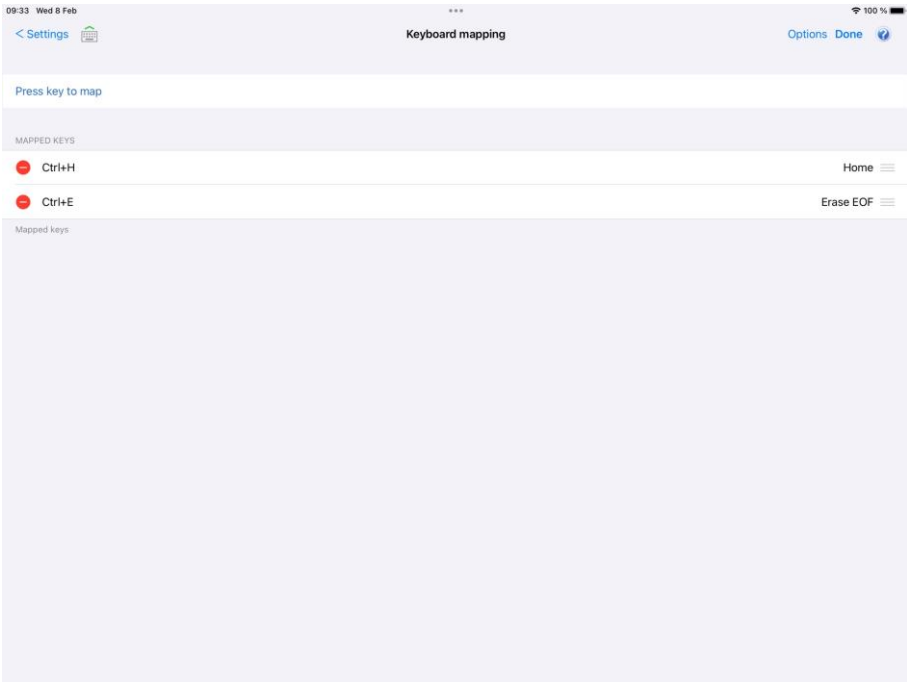 09:33 Wed 8 Feb 100 %
< Settings Keyboard mapping Options Done ?
Press key to map
MAPPED KEYS
Ctrl+H Home
Ctrl+E Erase EOF
Mapped keys